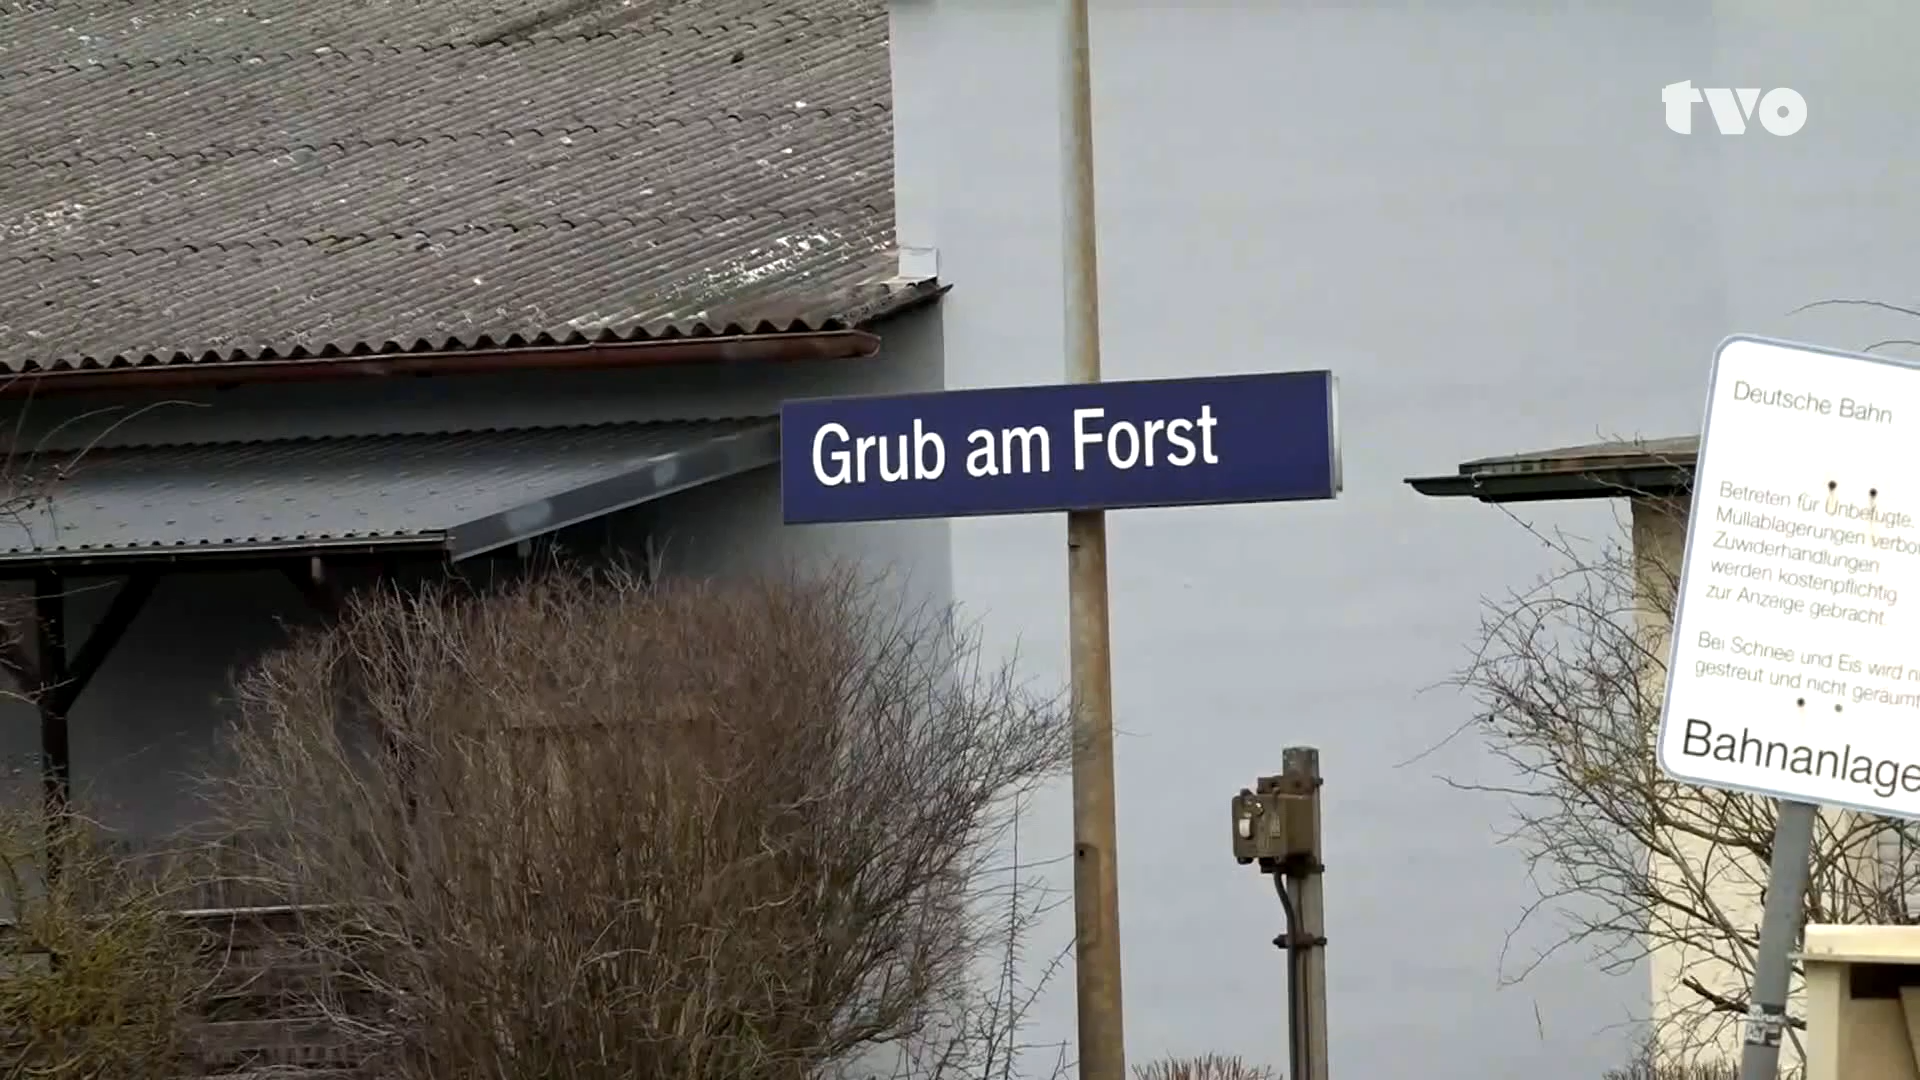 tvo
Grub am Forst
Deutsche Bahn
Betreten für Unbefugte.
Müllablagerungen
Zuwiderhandlungen
werden kostenpflichtig
zur Anzeige gebracht
Bei Schnee und Eis wird
gestreut und nicht geräumt
Bahnanlage